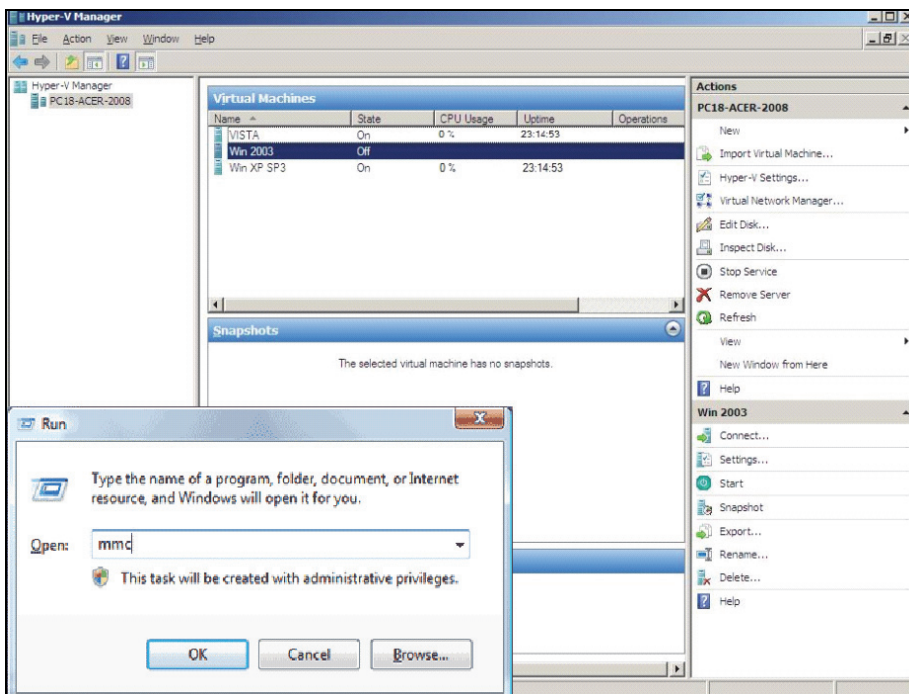 Hyper-V Manager
File Action View Window Help
Hyper-V Manager
PC18-ACER-2008
Virtual Machines
Name State CPU Usage Uptime Operations
VISTA On 0 % 23:14:53
Win 2003 Off
Win XP SP3 On 0 % 23:14:53
Snapshots
The selected virtual machine has no snapshots.
Actions
PC18-ACER-2008
New
Import Virtual Machine...
Hyper-V Settings...
Virtual Network Manager...
Edit Disk...
Inspect Disk...
Stop Service
Remove Server
Refresh
View
New Window from Here
Help
Win 2003
Connect...
Settings...
Start
Snapshot
Export...
Rename...
Delete...
Help
Run
Type the name of a program, folder, document, or Internet
resource, and Windows will open it for you.
Open: mmc
This task will be created with administrative privileges.
OK Cancel Browse...